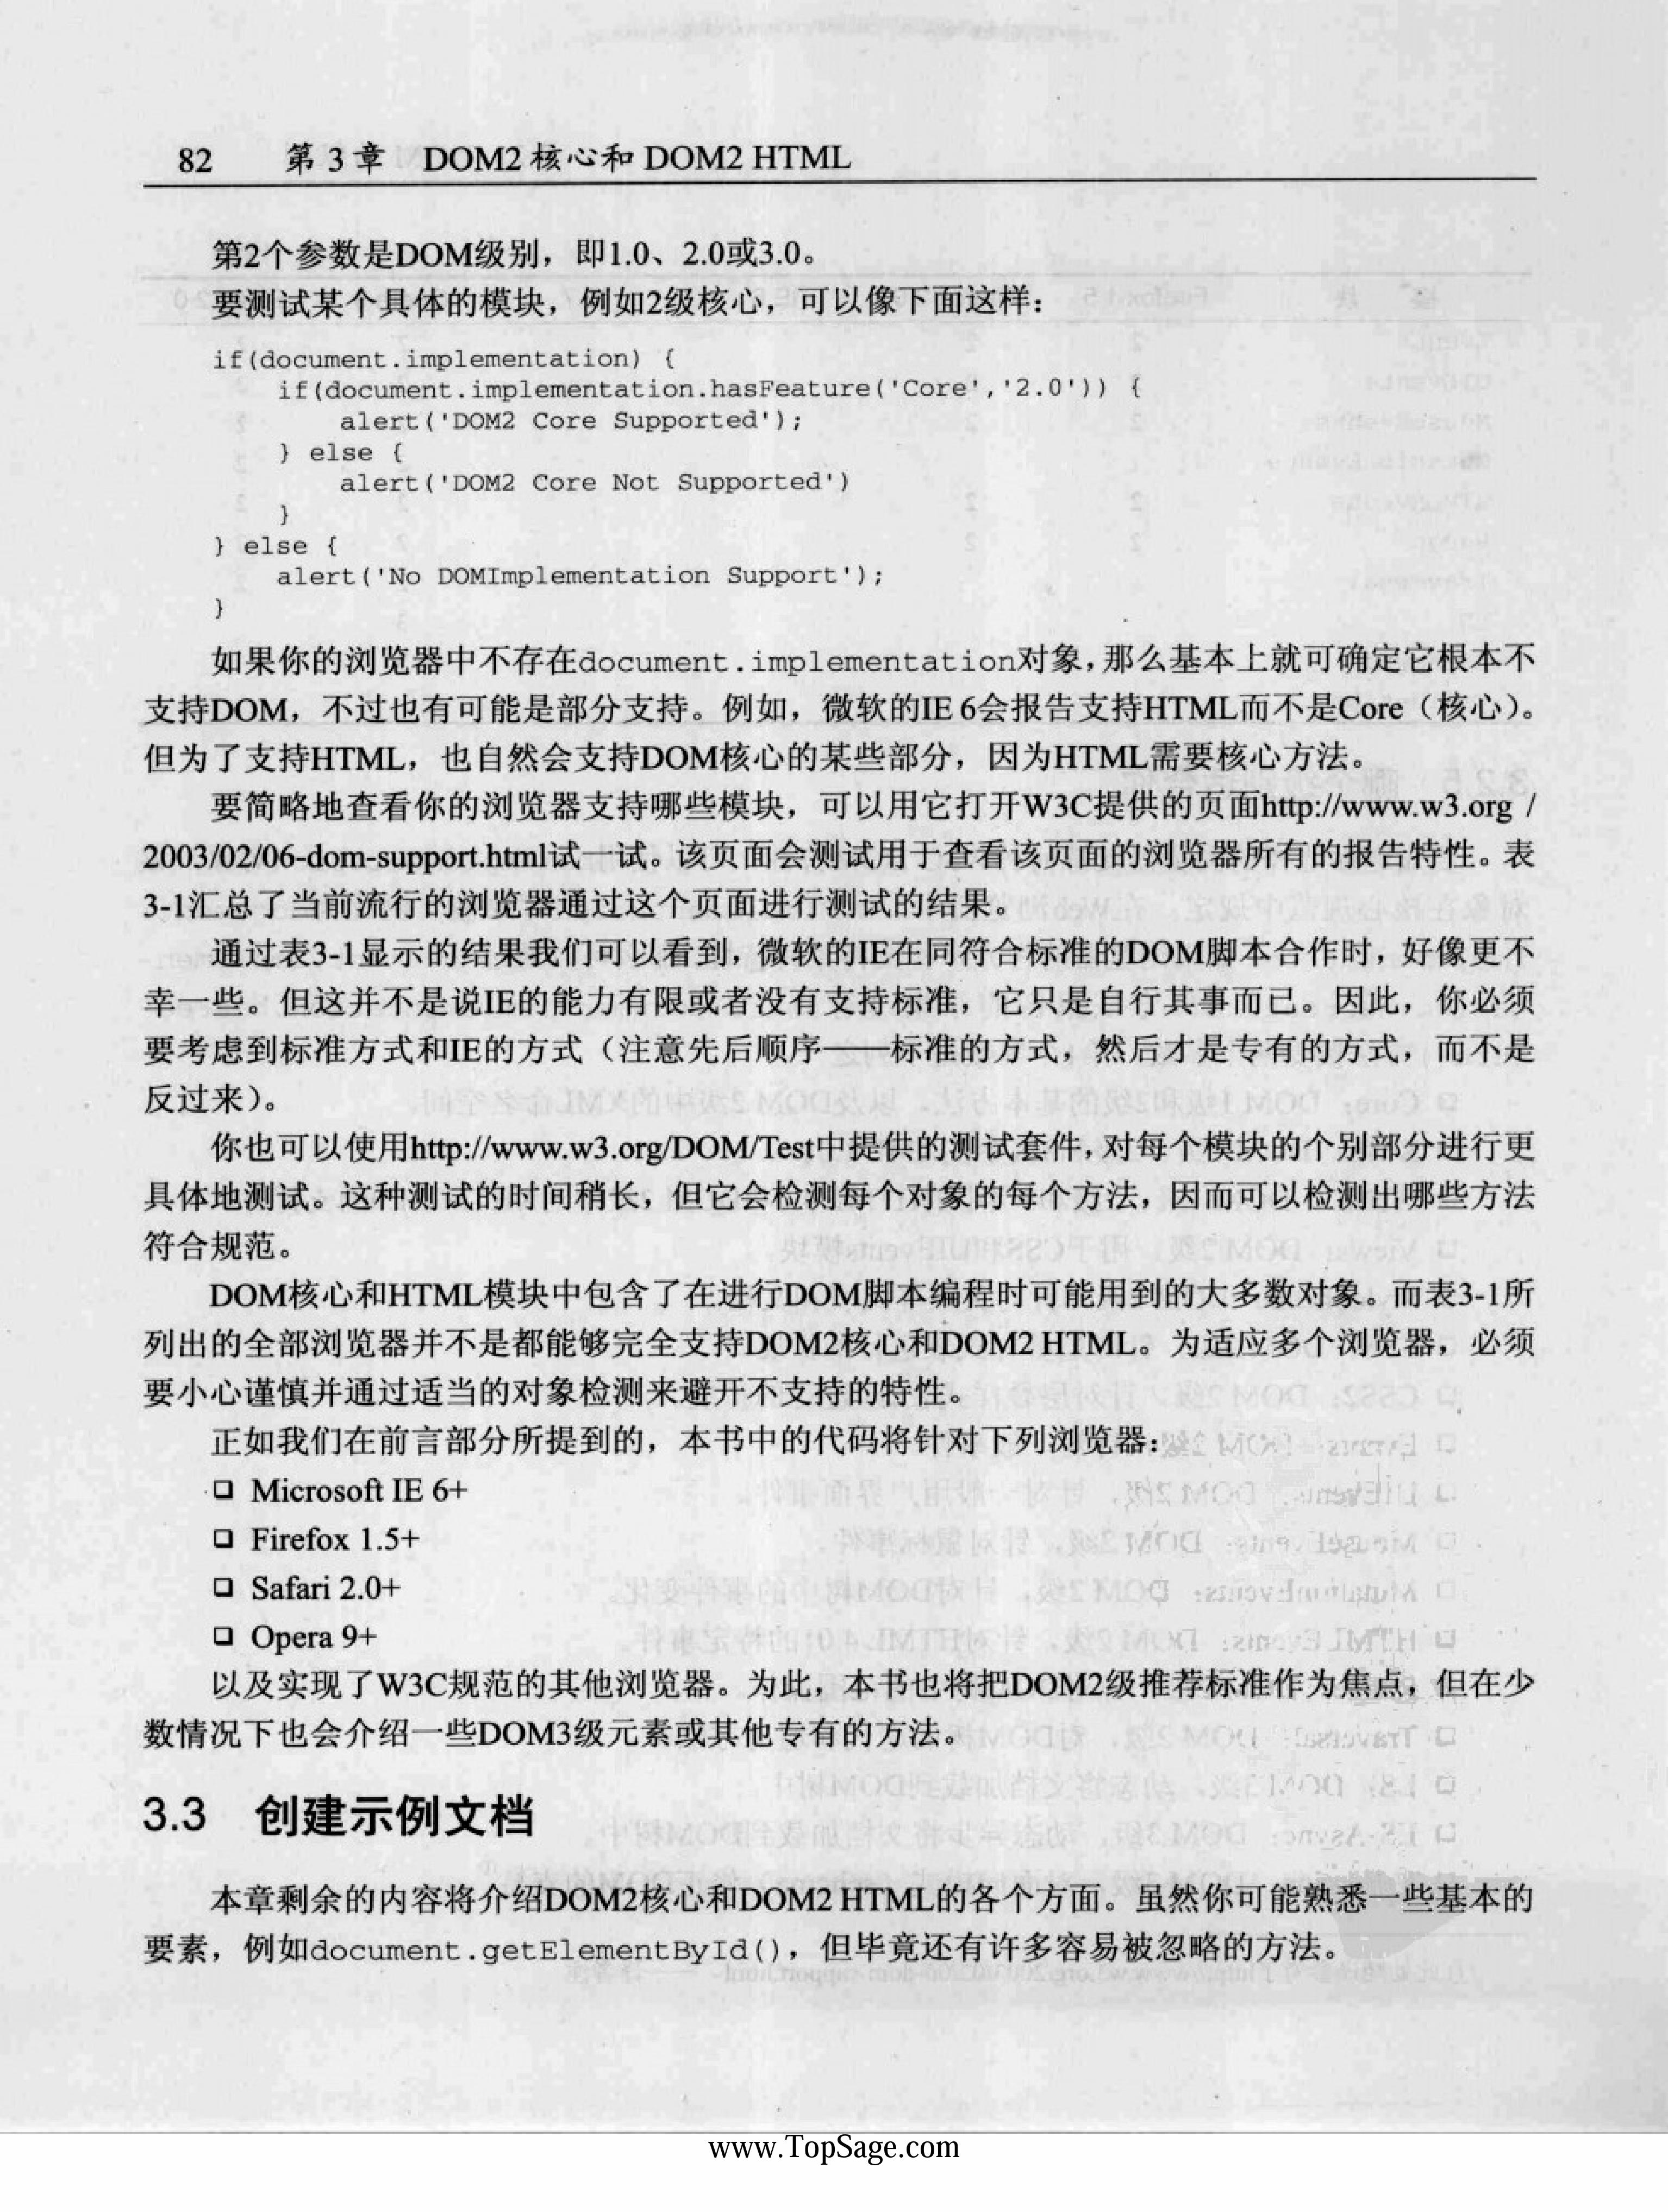 82 第 3 章 DOM2 核心和 DOM2 HTML
第2个参数是DOM级别，即1.0、2.0或3.0。
要测试某个具体的模块，例如2级核心，可以像下面这样：
if(document.implementation) {
    if(document.implementation.hasFeature('Core','2.0')) {
        alert('DOM2 Core Supported');
    } else {
        alert('DOM2 Core Not Supported')
    }
} else {
    alert('No DOMImplementation Support');
}
如果你的浏览器中不存在document.implementation对象，那么基本上就可确定它根本不
支持DOM，不过也有可能是部分支持。例如，微软的IE 6会报告支持HTML而不是Core（核心）。
但为了支持HTML，也自然会支持DOM核心的某些部分，因为HTML需要核心方法。
要简略地查看你的浏览器支持哪些模块，可以用它打开W3C提供的页面http://www.w3.org /
2003/02/06-dom-support.html试一试。该页面会测试用于查看该页面的浏览器所有的报告特性。表
3-1汇总了当前流行的浏览器通过这个页面进行测试的结果。
通过表3-1显示的结果我们可以看到，微软的IE在同符合标准的DOM脚本合作时，好像更不
幸一些。但这并不是说IE的能力有限或者没有支持标准，它只是自行其事而已。因此，你必须
要考虑到标准方式和IE的方式（注意先后顺序——标准的方式，然后才是专有的方式，而不是
反过来）。
你也可以使用http://www.w3.org/DOM/Test中提供的测试套件，对每个模块的个别部分进行更
具体地测试。这种测试的时间稍长，但它会检测每个对象的每个方法，因而可以检测出哪些方法
符合规范。
DOM核心和HTML模块中包含了在进行DOM脚本编程时可能用到的大多数对象。而表3-1所
列出的全部浏览器并不是都能够完全支持DOM2核心和DOM2 HTML。为适应多个浏览器，必须
要小心谨慎并通过适当的对象检测来避开不支持的特性。
正如我们在前言部分所提到的，本书中的代码将针对下列浏览器：
❑ Microsoft IE 6+
❑ Firefox 1.5+
❑ Safari 2.0+
❑ Opera 9+
以及实现了W3C规范的其他浏览器。为此，本书也将把DOM2级推荐标准作为焦点，但在少
数情况下也会介绍一些DOM3级元素或其他专有的方法。
3.3 创建示例文档
本章剩余的内容将介绍DOM2核心和DOM2 HTML的各个方面。虽然你可能熟悉一些基本的
要素，例如document.getElementById()，但毕竟还有许多容易被忽略的方法。
www.TopSage.com